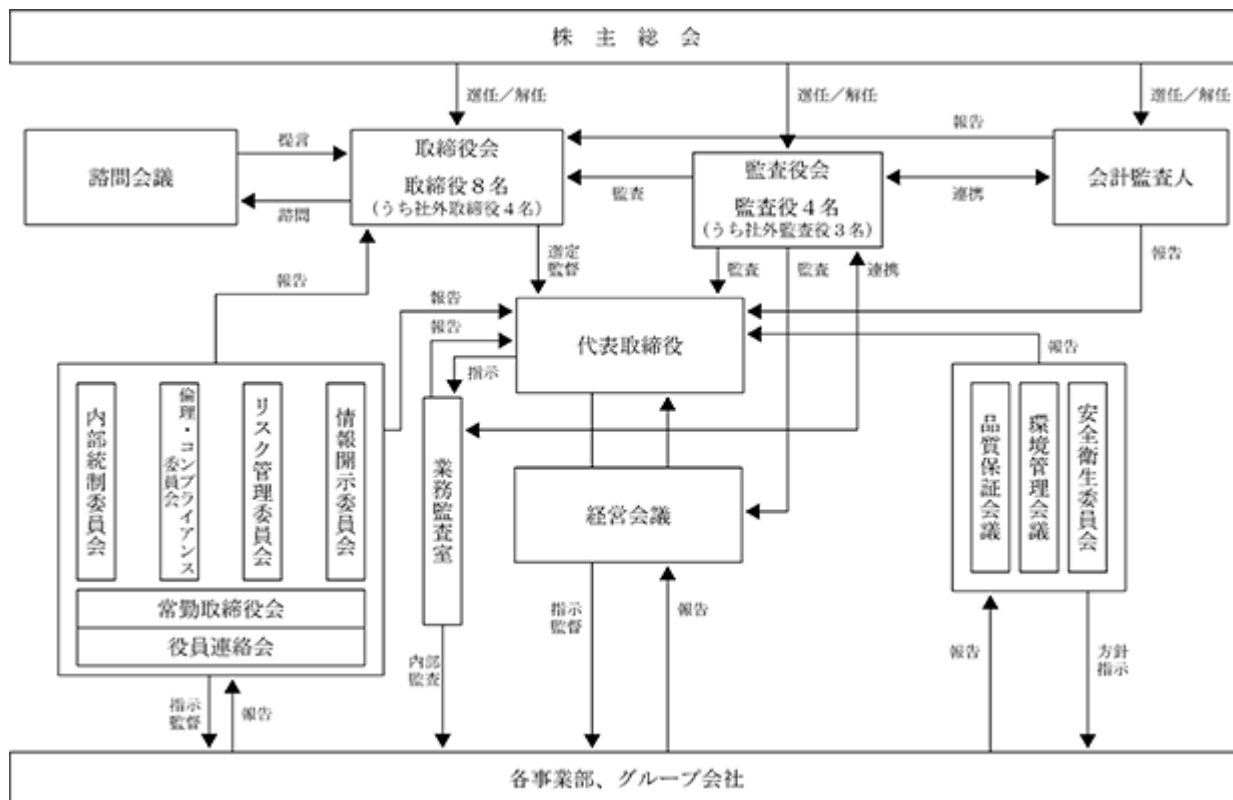 株主総会
選任／解任
選任／解任
選任／解任
諮問会議
提言
諮問
取締役会
取締役８名
（うち社外取締役４名）
報告
監査
監査役会
監査役４名
（うち社外監査役３名）
連携
会計監査人
報告
選定
監督
監査
監査
連携
報告
報告
報告
指示
代表取締役
報告
内部統制委員会
倫理・コンプライアンス
委員会
リスク管理委員会
情報開示委員会
常勤取締役会
役員連絡会
業務監査室
経営会議
品質保証会議
環境管理会議
安全衛生委員会
指示
監督
報告
内部
監査
指示
監督
報告
報告
方針
指示
各事業部、グループ会社